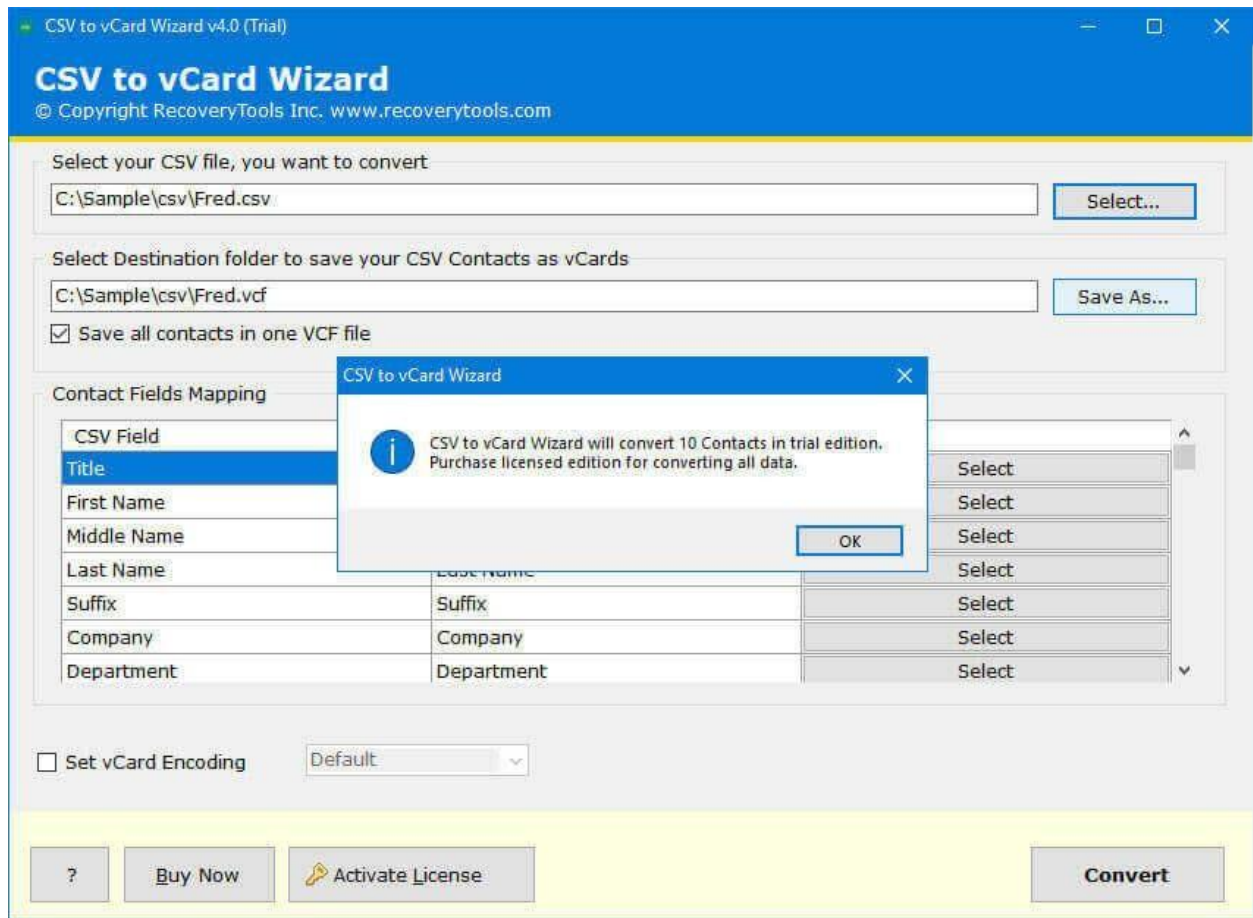 CSV to vCard Wizard v4.0 (Trial)
CSV to vCard Wizard
© Copyright RecoveryTools Inc. www.recoverytools.com
Select your CSV file, you want to convert
C:\Sample\csv\Fred.csv
Select...
Select Destination folder to save your CSV Contacts as vCards
C:\Sample\csv\Fred.vcf
Save As...
Save all contacts in one VCF file
Contact Fields Mapping
CSV to vCard Wizard
CSV to vCard Wizard will convert 10 Contacts in trial edition.
Purchase licensed edition for converting all data.
OK
CSV Field
Title Select
First Name Select
Middle Name Select
Last Name Last Name Select
Suffix Suffix Select
Company Company Select
Department Department Select
Set vCard Encoding Default
? Buy Now Activate License Convert